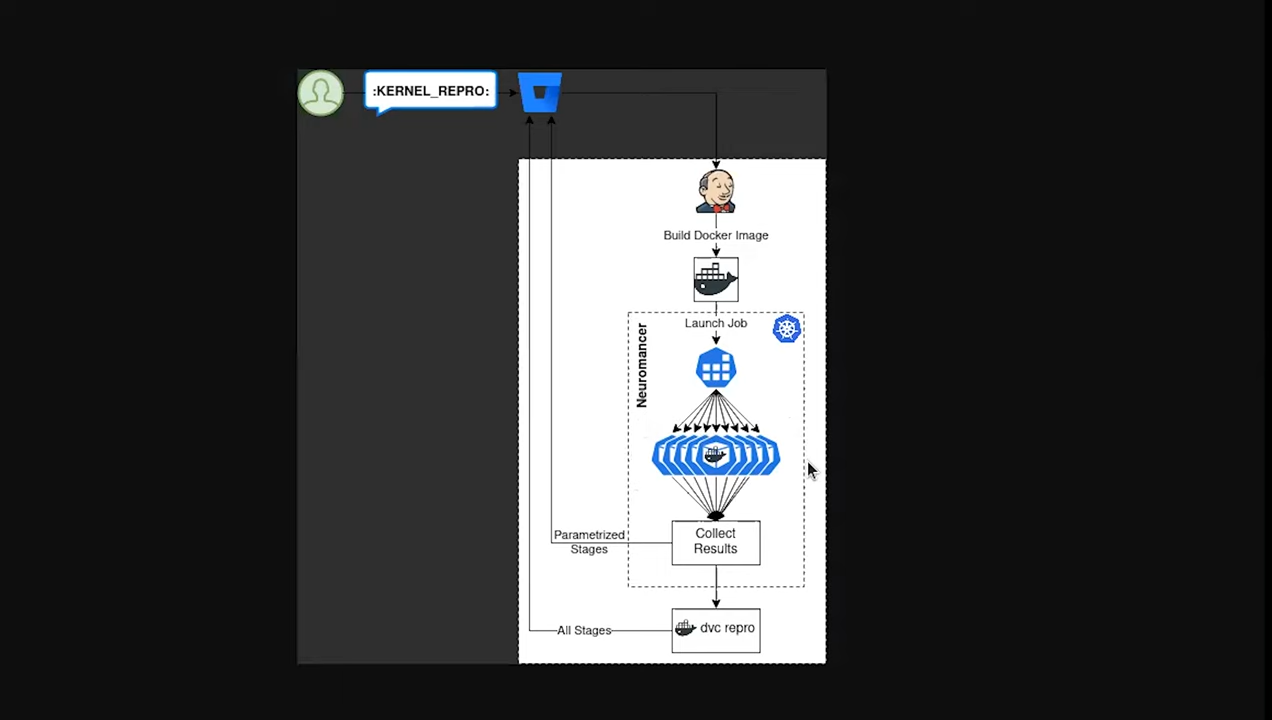 :KERNEL_REPRO:
Build Docker Image
Launch Job
Neuromancer
Collect
Results
Parametrized
Stages
All Stages
dvc repro